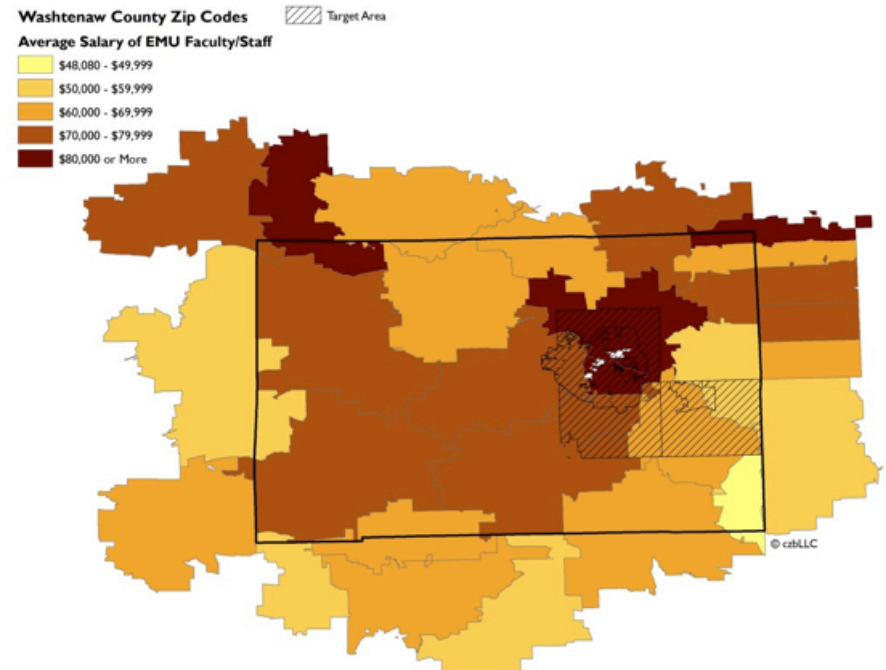 Washtenaw County Zip Codes
Target Area
Average Salary of EMU Faculty/Staff
$48,080 - $49,999
$50,000 - $59,999
$60,000 - $69,999
$70,000 - $79,999
$80,000 or More
© czbLLC